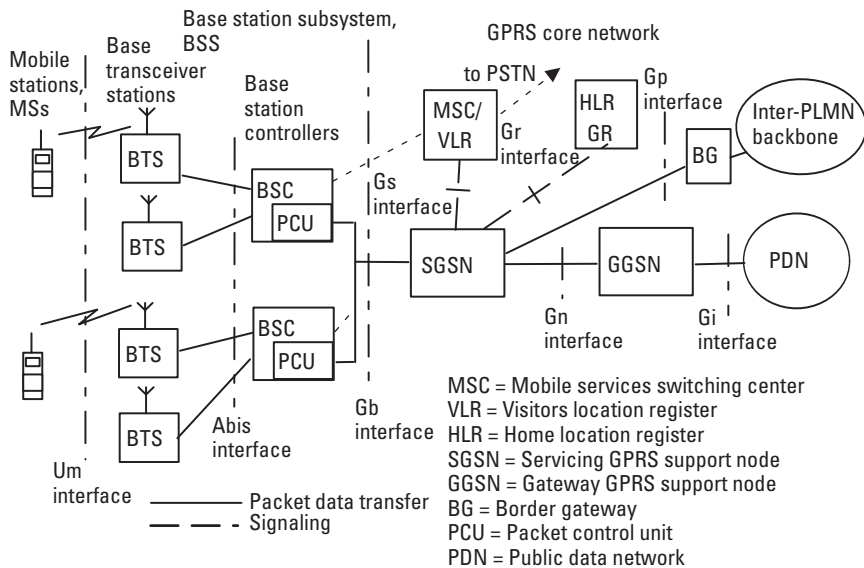 Base station subsystem,
BSS
GPRS core network
Mobile
stations,
MSs
Base
transceiver
stations
Base
station
controllers
to PSTN
MSC/
VLR
HLR
GR
Gr
interface
Gp
interface
Inter-PLMN
backbone
BG
BTS
BTS
BSC
PCU
Gs
interface
SGSN
GGSN
PDN
Gn
interface
Gi
interface
BTS
BTS
BSC
PCU
Um
interface
Abis
interface
Gb
interface
Packet data transfer
Signaling
MSC = Mobile services switching center
VLR = Visitors location register
HLR = Home location register
SGSN = Servicing GPRS support node
GGSN = Gateway GPRS support node
BG = Border gateway
PCU = Packet control unit
PDN = Public data network